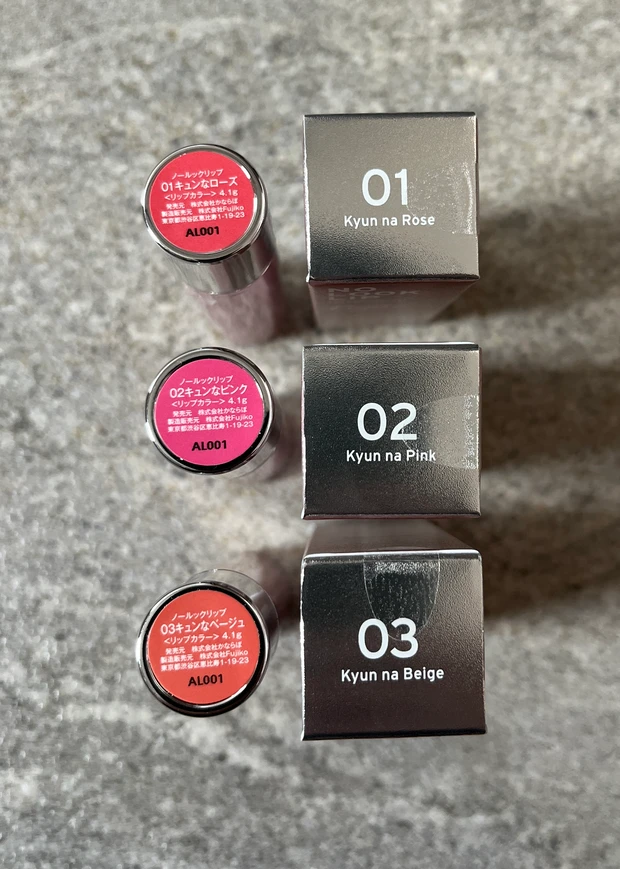 ノールックリップ
01キュンなローズ
<リップカラー> 4.1g
発売元 株式会社かならぼ
製造販売元 株式会社Fujiko
東京都渋谷区恵比寿1-19-23
AL001
01
Kyun na Rose
NO
LOOK
ノールックリップ
02キュンなピンク
<リップカラー> 4.1g
発売元 株式会社かならぼ
製造販売元 株式会社Fujiko
東京都渋谷区恵比寿1-19-23
AL001
02
Kyun na Pink
ノールックリップ
03キュンなベージュ
<リップカラー> 4.1g
発売元 株式会社かならぼ
製造販売元 株式会社Fujiko
東京都渋谷区恵比寿1-19-23
AL001
03
Kyun na Beige